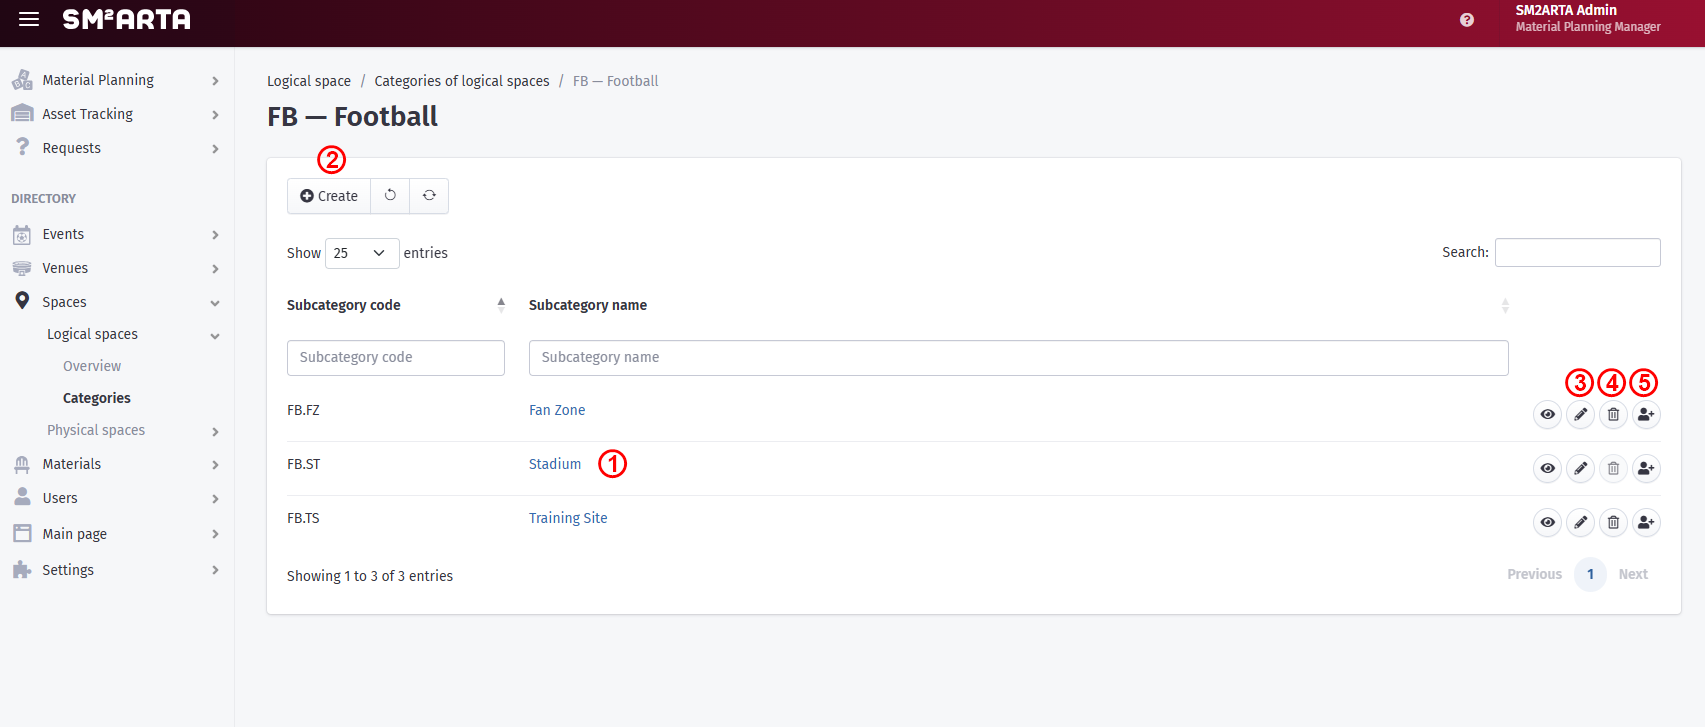 SM²ARTA
SM2ARTA Admin
Material Planning Manager
Material Planning
Asset Tracking
Requests
DIRECTORY
Events
Venues
Spaces
Logical spaces
Overview
Categories
Physical spaces
Materials
Users
Main page
Settings
Logical space / Categories of logical spaces / FB — Football
FB — Football
2
Create
Show 25 entries
Search:
Subcategory code Subcategory name
Subcategory code Subcategory name
3 4 5
FB.FZ Fan Zone
FB.ST Stadium 1
FB.TS Training Site
Showing 1 to 3 of 3 entries
Previous 1 Next